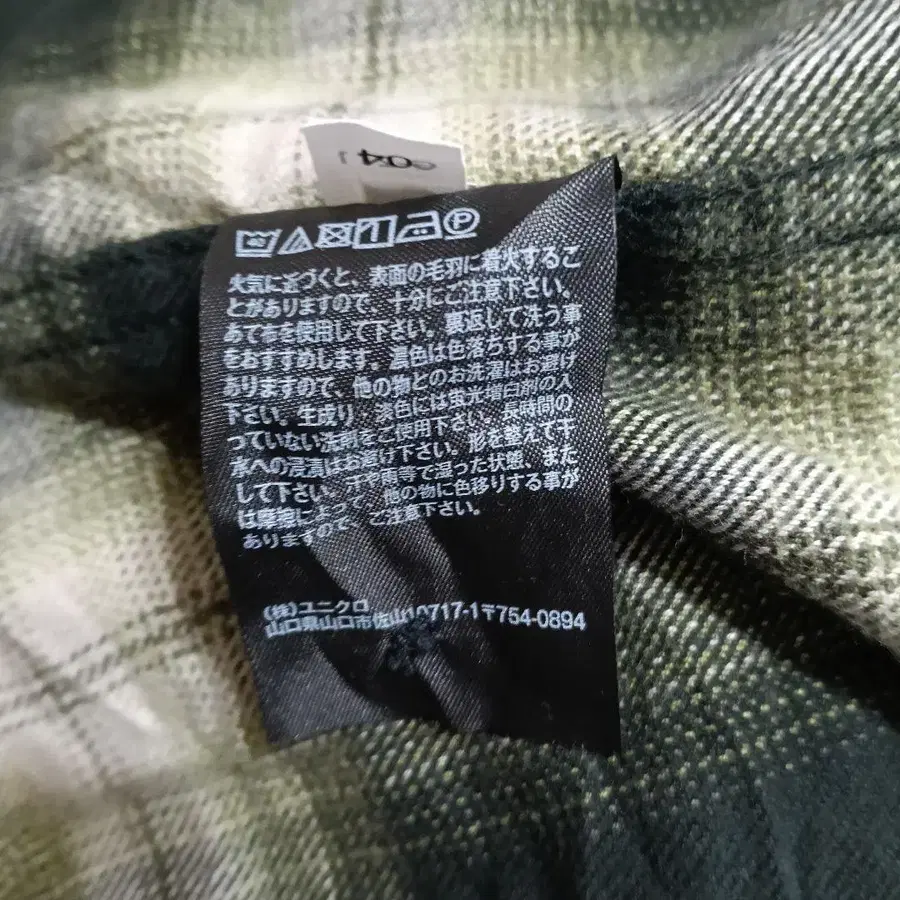 304
火気に近づくと、表面の毛羽に着火するこ
とがありますので、十分にご注意下さい。
あて布を使用して下さい。裏返して洗う事
をおすすめします。濃色は色落ちする事が
ありますので、他の物とのお洗濯はお避け
下さい。生成り、淡色には蛍光増白剤の入
っていない洗剤をご使用下さい。長時間の
水への浸漬はお避け下さい。形を整えて干
して下さい。汗や雨等で湿った状態、また
は摩擦によって、他の物に色移りする事が
ありますので、ご注意下さい。
(株)ユニクロ
山口県山口市佐山10717-1〒754-0894